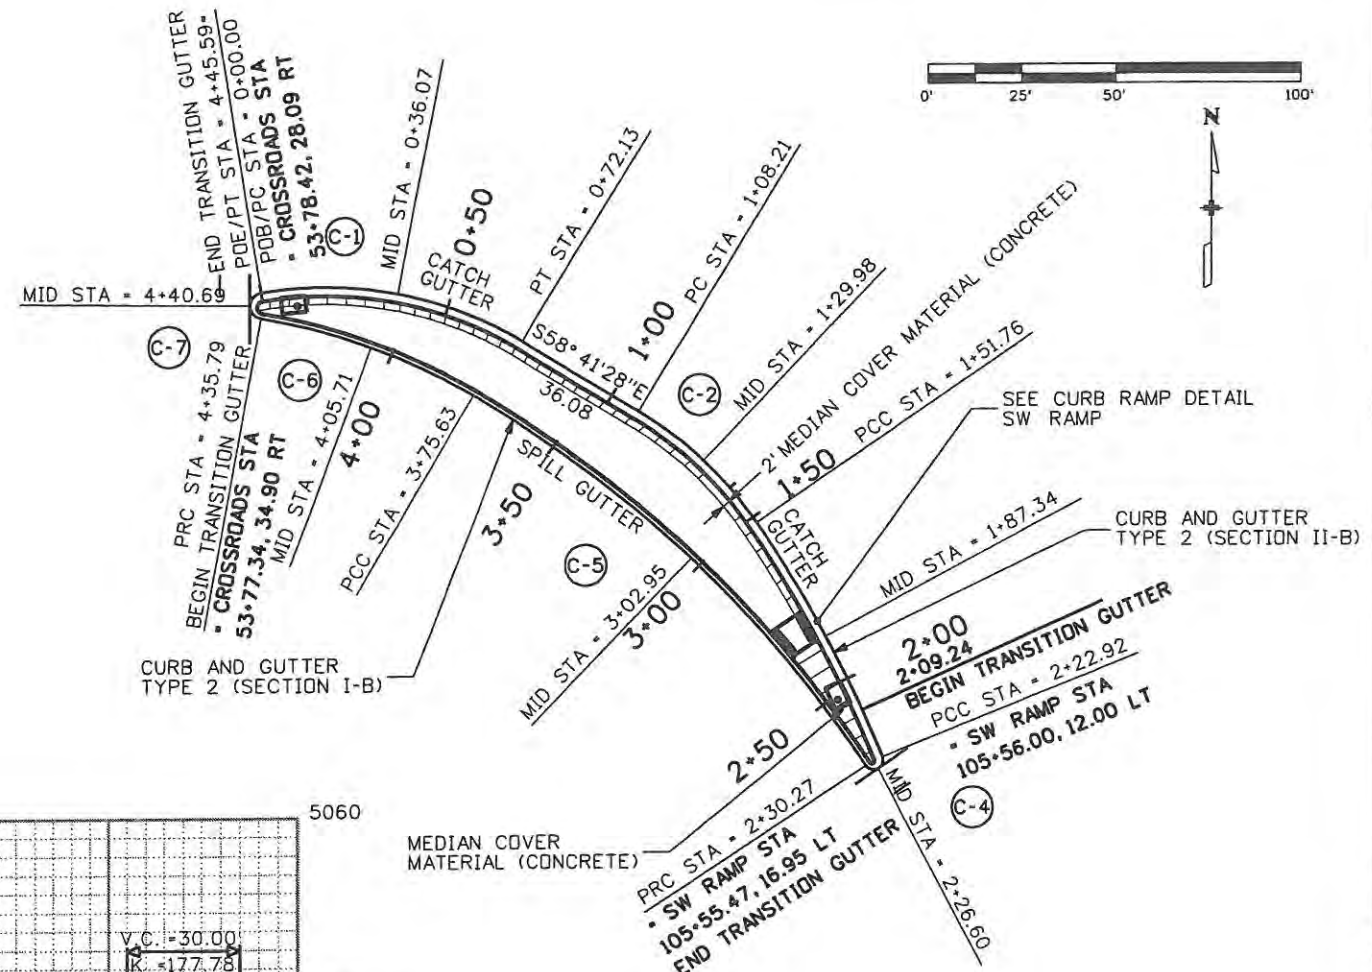 END TRANSITION GUTTER
POE/PT STA = 4+45.59=
POB/PC STA = 0+00.00
= CROSSROADS STA
53+78.42, 28.09 RT
C-1
MID STA = 0+36.07
0+50
CATCH
GUTTER
PT STA = 0+72.13
S58° 41'28"E
36.08
1+00
PC STA = 1+08.21
C-2
MID STA = 1+29.98
2' MEDIAN COVER MATERIAL (CONCRETE)
1+50
PCC STA = 1+51.76
0'
25'
50'
100'
N
SEE CURB RAMP DETAIL
SW RAMP
CATCH
GUTTER
MID STA = 1+87.34
CURB AND GUTTER
TYPE 2 (SECTION II-B)
2+00
2+09.24
BEGIN TRANSITION GUTTER
PCC STA = 2+22.92
= SW RAMP STA
105+56.00, 12.00 LT
C-4
MID STA = 2+26.60
MID STA = 4+40.69
C-7
C-6
PRC STA = 4+35.79
BEGIN TRANSITION GUTTER
= CROSSROADS STA
53+77.34, 34.90 RT
MID STA = 4+05.71
4+00
PCC STA = 3+75.63
SPILL GUTTER
3+50
C-5
MID STA = 3+02.95
3+00
CURB AND GUTTER
TYPE 2 (SECTION I-B)
2+50
MEDIAN COVER
MATERIAL (CONCRETE)
PRC STA = 2+30.27
= SW RAMP STA
105+55.47, 16.95 LT
END TRANSITION GUTTER
5060
V.C. =30.00
K =177.78